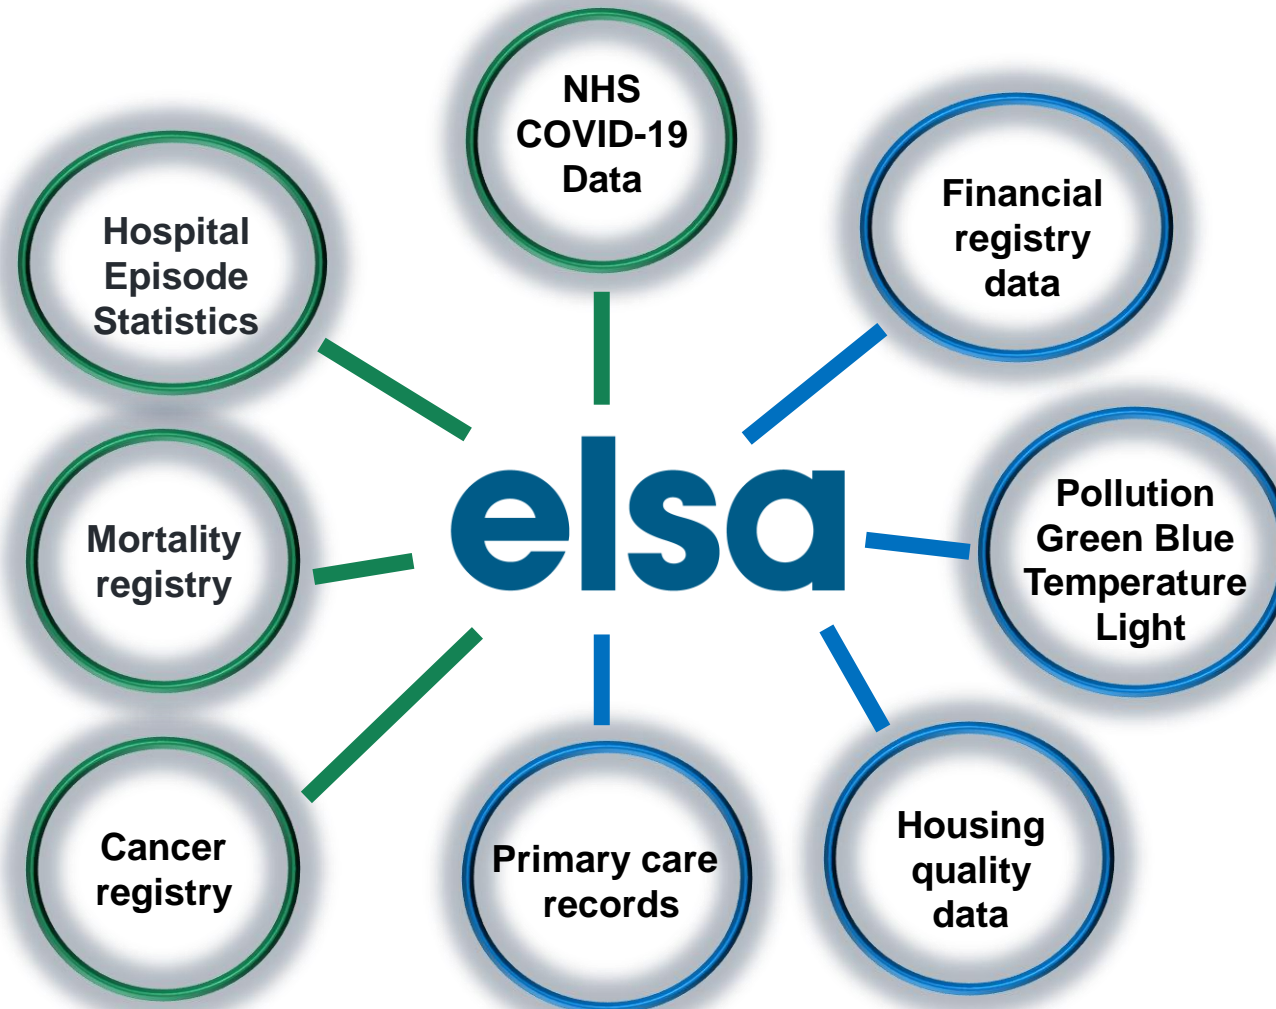 NHS
COVID-19
Data
Financial
registry
data
Hospital
Episode
Statistics
elsa
Pollution
Green Blue
Temperature
Light
Mortality
registry
Housing
quality
data
Primary care
records
Cancer
registry